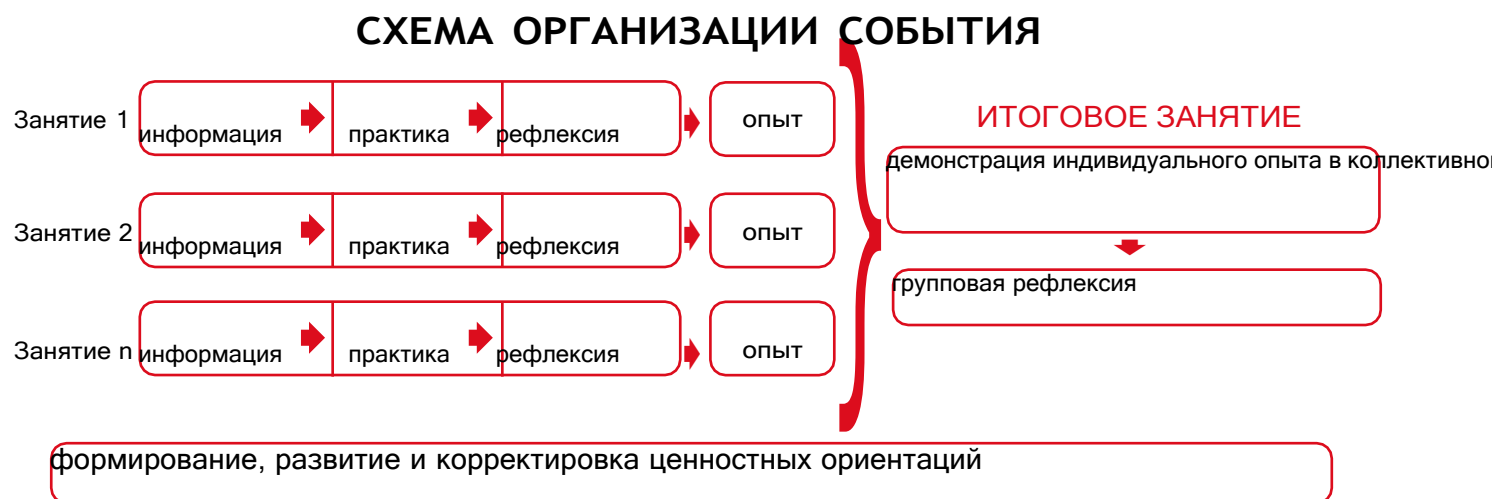 СХЕМА ОРГАНИЗАЦИИ СОБЫТИЯ
Занятие 1
информация
практика
рефлексия
опыт
Занятие 2
информация
практика
рефлексия
опыт
Занятие n
информация
практика
рефлексия
опыт
ИТОГОВОЕ ЗАНЯТИЕ
демонстрация индивидуального опыта в
групповая рефлексия
формирование, развитие и корректировка ценностных ориентаций